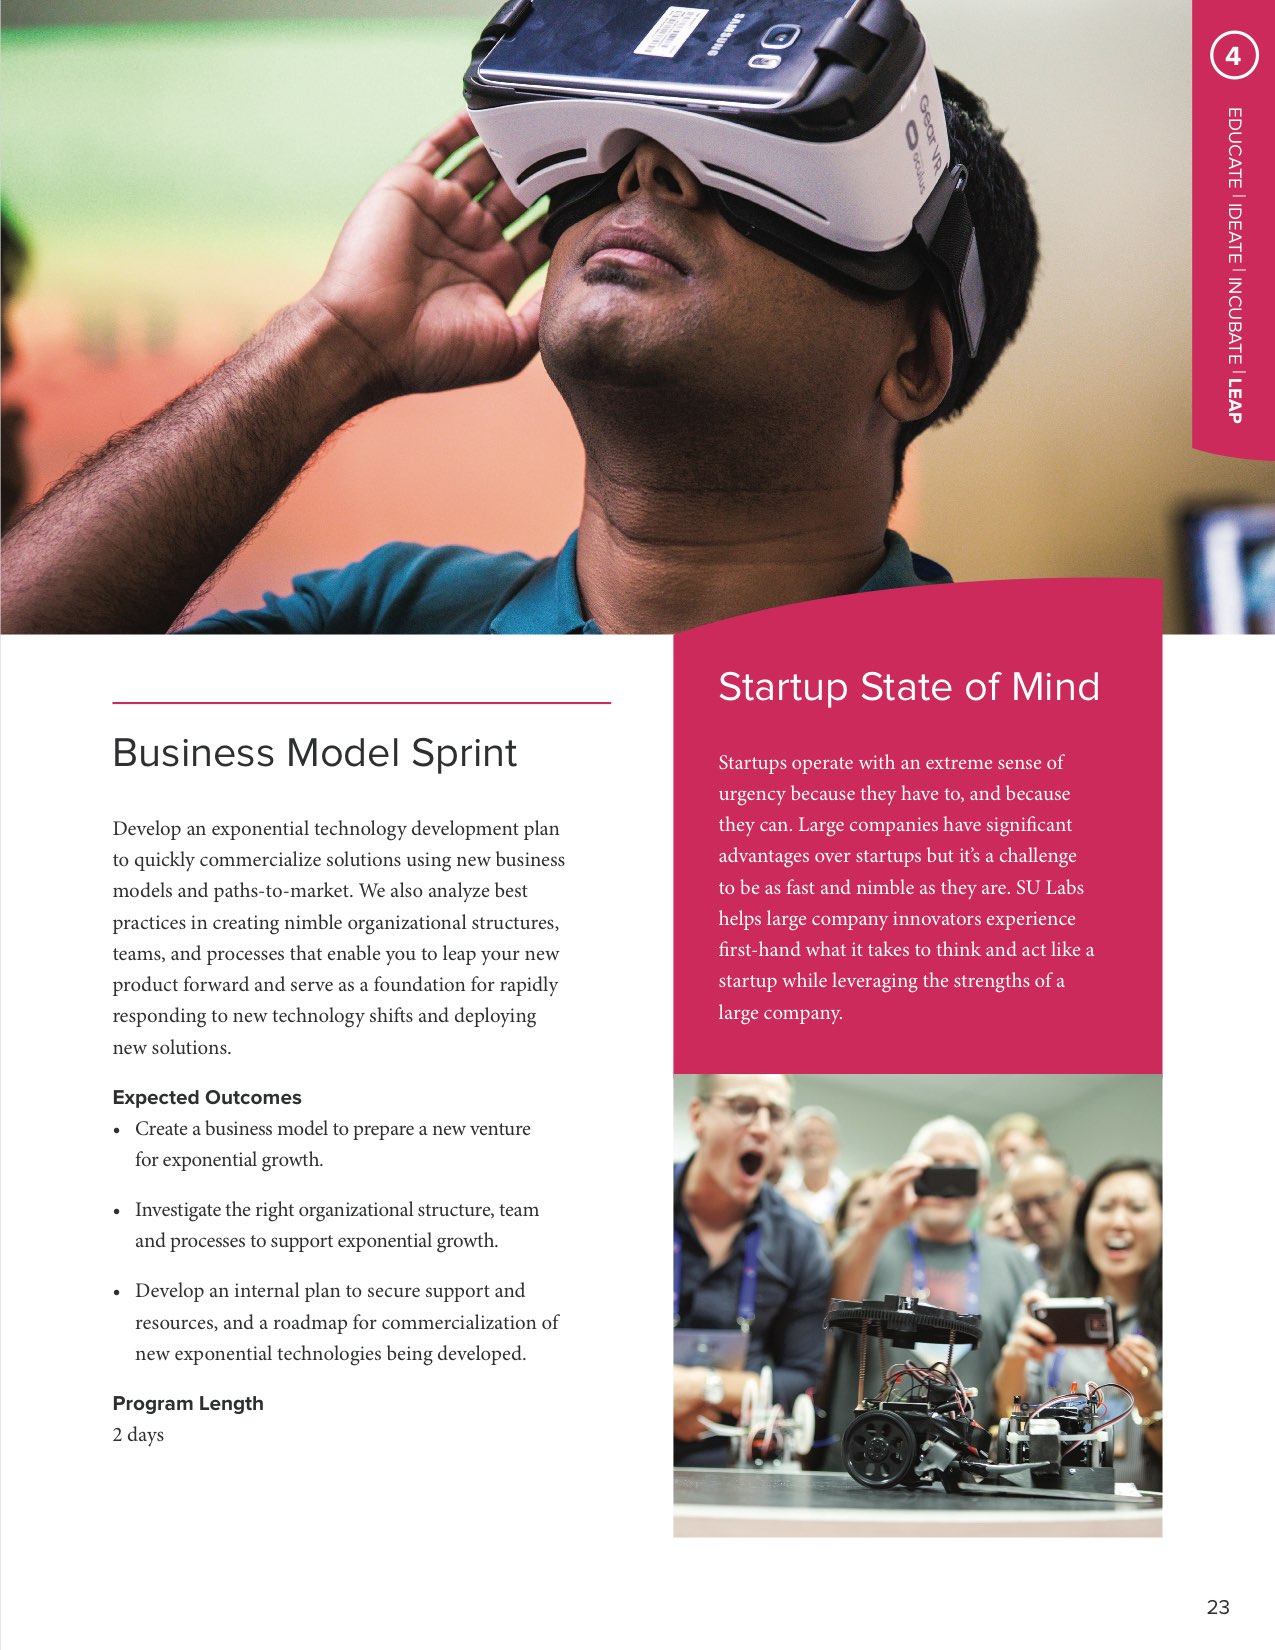 SAMSUNG
Gear VR
oculus
4
EDUCATE | IDEATE | INCUBATE | LEAP
Business Model Sprint
Develop an exponential technology development plan
to quickly commercialize solutions using new business
models and paths-to-market. We also analyze best
practices in creating nimble organizational structures,
teams, and processes that enable you to leap your new
product forward and serve as a foundation for rapidly
responding to new technology shifts and deploying
new solutions.
Expected Outcomes
• Create a business model to prepare a new venture
for exponential growth.
• Investigate the right organizational structure, team
and processes to support exponential growth.
• Develop an internal plan to secure support and
resources, and a roadmap for commercialization of
new exponential technologies being developed.
Program Length
2 days
Startup State of Mind
Startups operate with an extreme sense of
urgency because they have to, and because
they can. Large companies have significant
advantages over startups but it’s a challenge
to be as fast and nimble as they are. SU Labs
helps large company innovators experience
first-hand what it takes to think and act like a
startup while leveraging the strengths of a
large company.
23